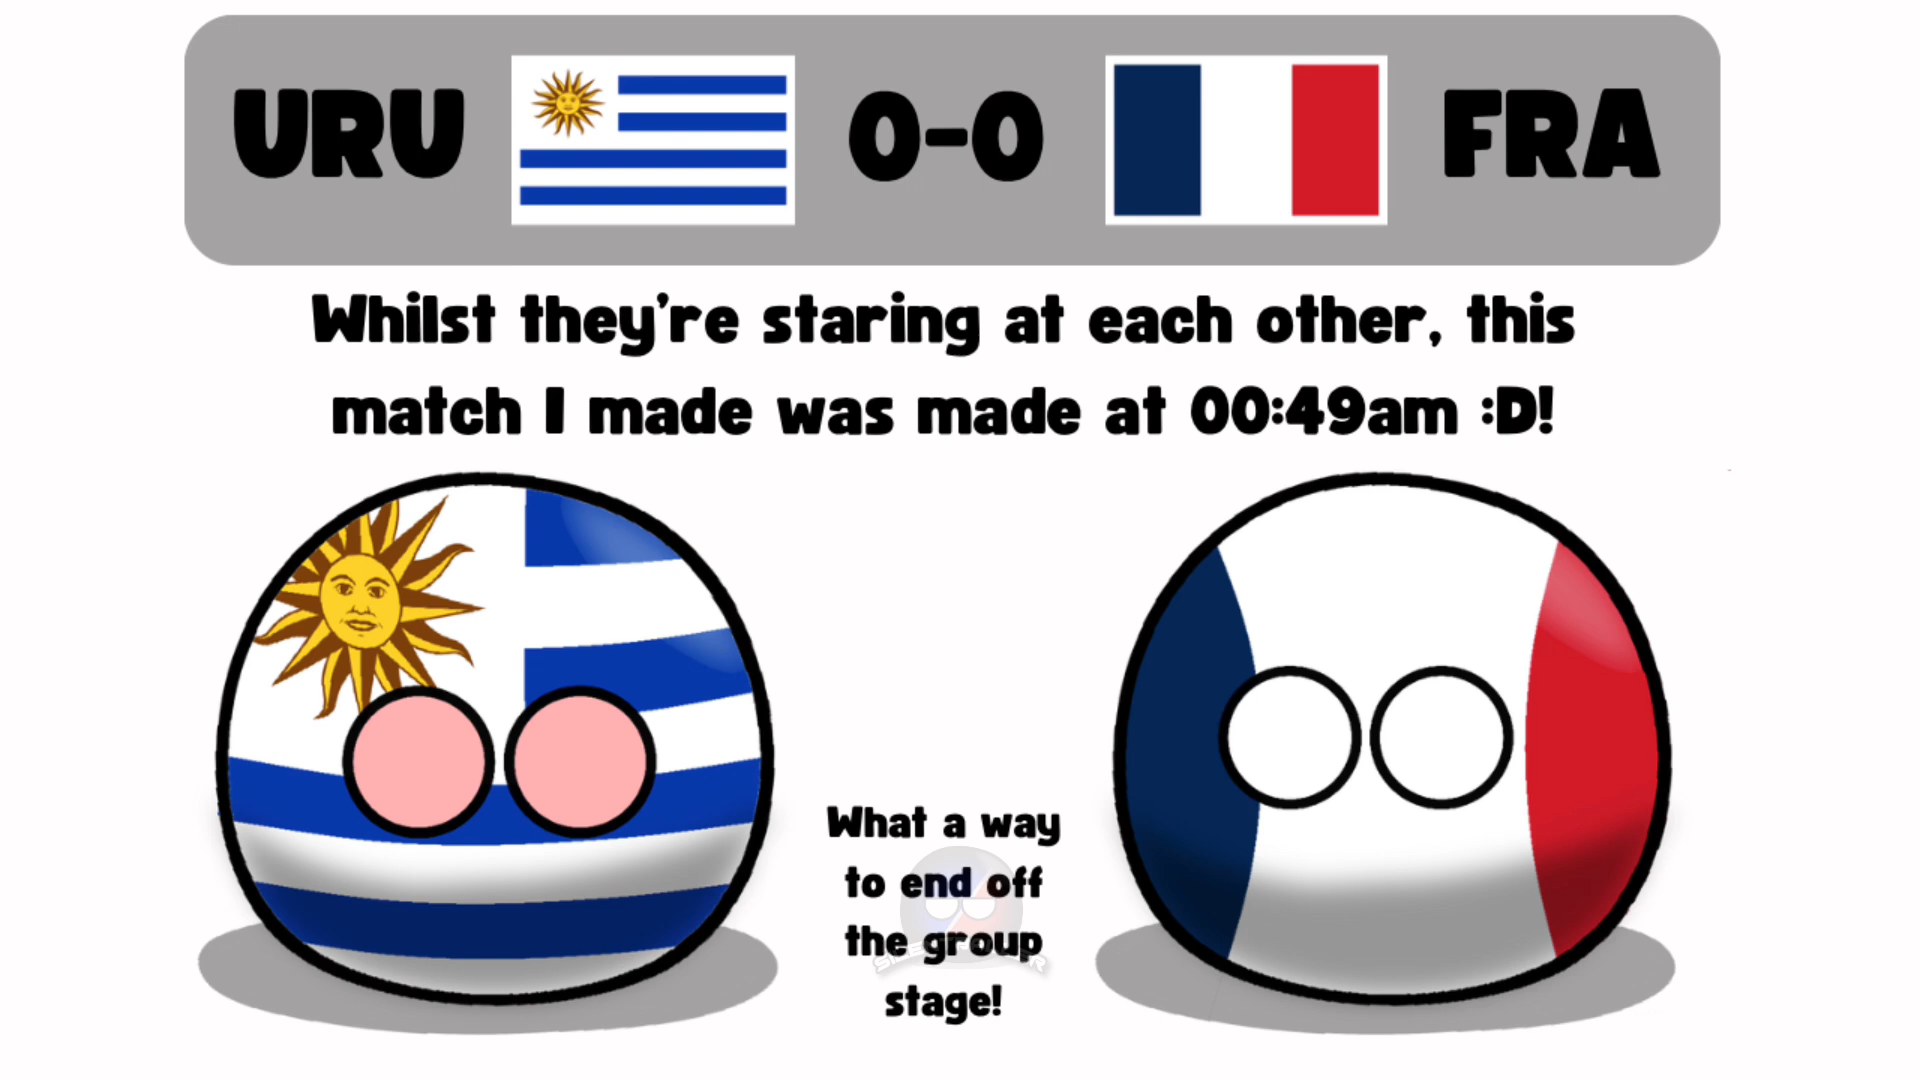 URU 0-0 FRA
Whilst they're staring at each other, this
match I made was made at 00:49am :D!
What a way
to end off
the group
stage!